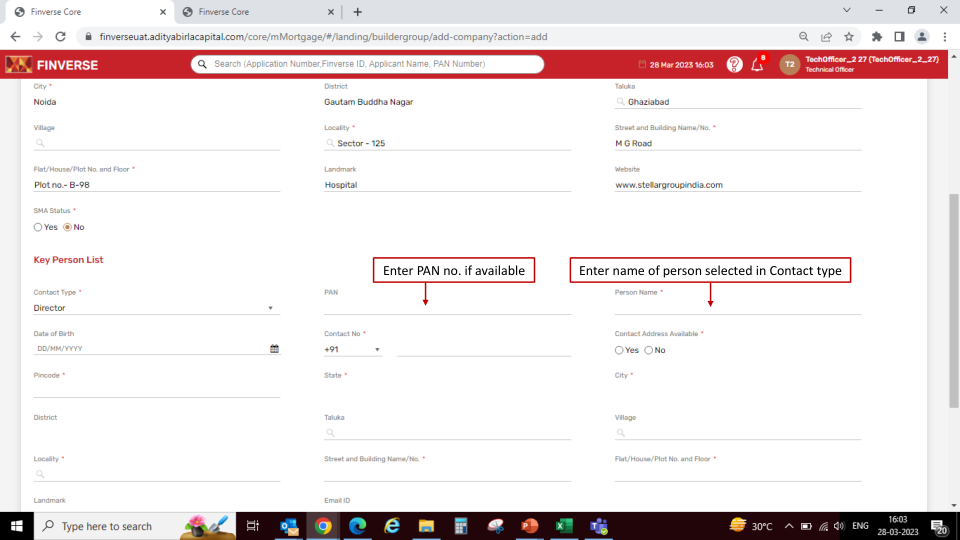 Finverse Core
Finverse Core
finverseuat.adityabirlacapital.com/core/mMortgage/#/landing/buildergroup/add-company?action=add
FINVERSE
Search (Application Number,Finverse ID, Applicant Name, PAN Number)
28 Mar 2023 16:03
8
T2
TechOfficer_2 27 (TechOfficer_2_27)
Technical Officer
City * District Taluka
Noida Gautam Buddha Nagar Ghaziabad
Village Locality * Street and Building Name/No. *
Sector - 125 M G Road
Flat/House/Plot No. and Floor * Landmark Website
Plot no.- B-98 Hospital www.stellargroupindia.com
SMA Status *
Yes No
Key Person List
Enter PAN no. if available
Enter name of person selected in Contact type
Contact Type * PAN Person Name *
Director
Date of Birth Contact No * Contact Address Available *
DD/MM/YYYY +91 Yes No
Pincode * State * City *
District Taluka Village
Locality * Street and Building Name/No. * Flat/House/Plot No. and Floor *
Landmark Email ID
Type here to search
30°C
ENG
16:03
28-03-2023
20